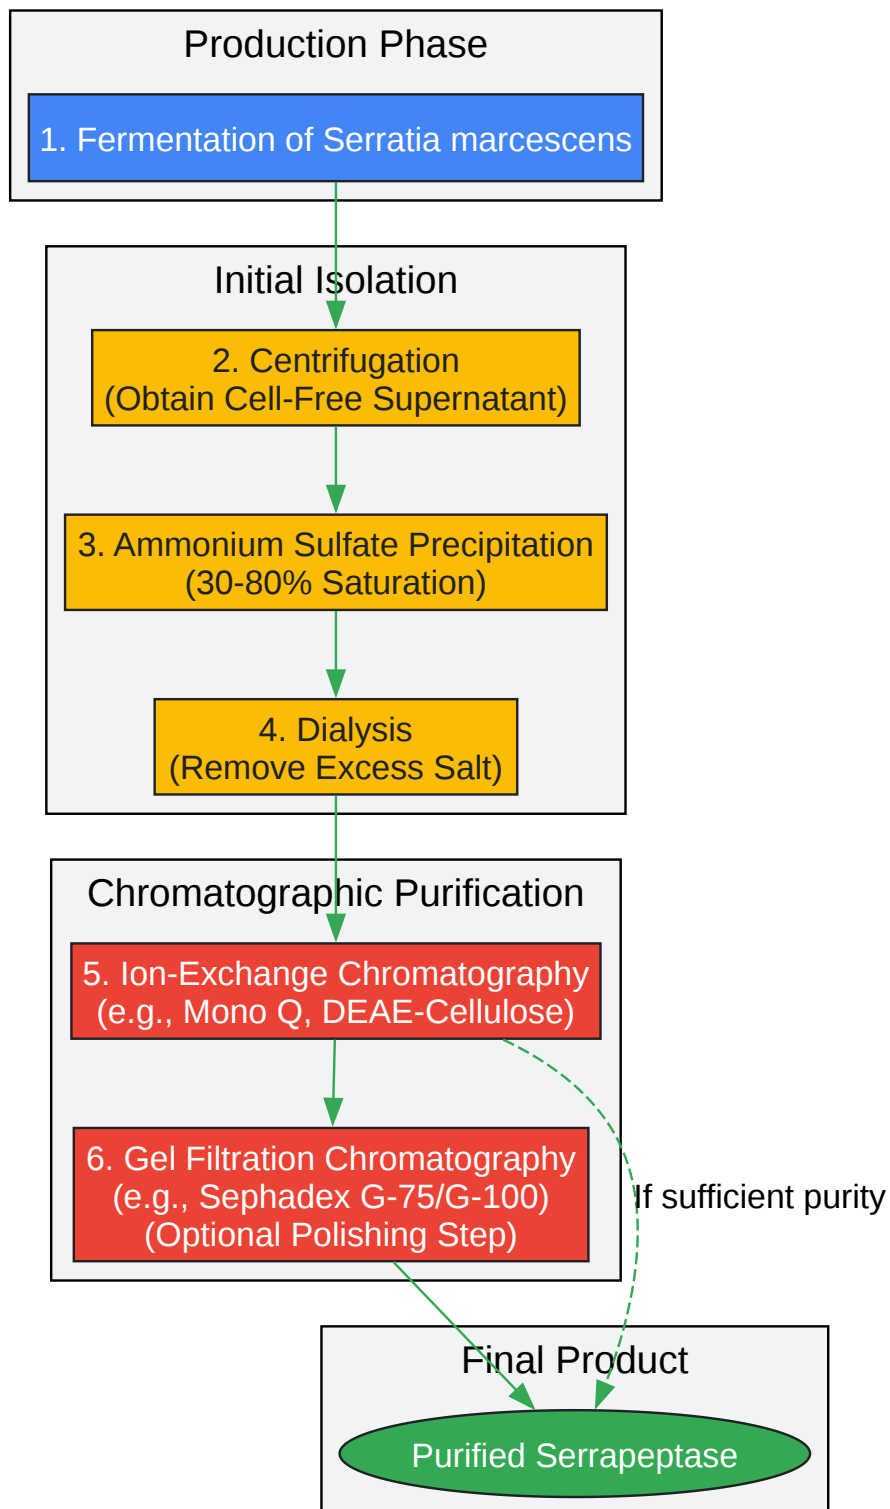 Production Phase
1. Fermentation of Serratia marcescens
Initial Isolation
2. Centrifugation
(Obtain Cell-Free Supernatant)
3. Ammonium Sulfate Precipitation
(30-80% Saturation)
4. Dialysis
(Remove Excess Salt)
Chromatographic Purification
5. Ion-Exchange Chromatography
(e.g., Mono Q, DEAE-Cellulose)
6. Gel Filtration Chromatography
(e.g., Sephadex G-75/G-100)
(Optional Polishing Step)
If sufficient purity
Final Product
Purified Serrapeptase